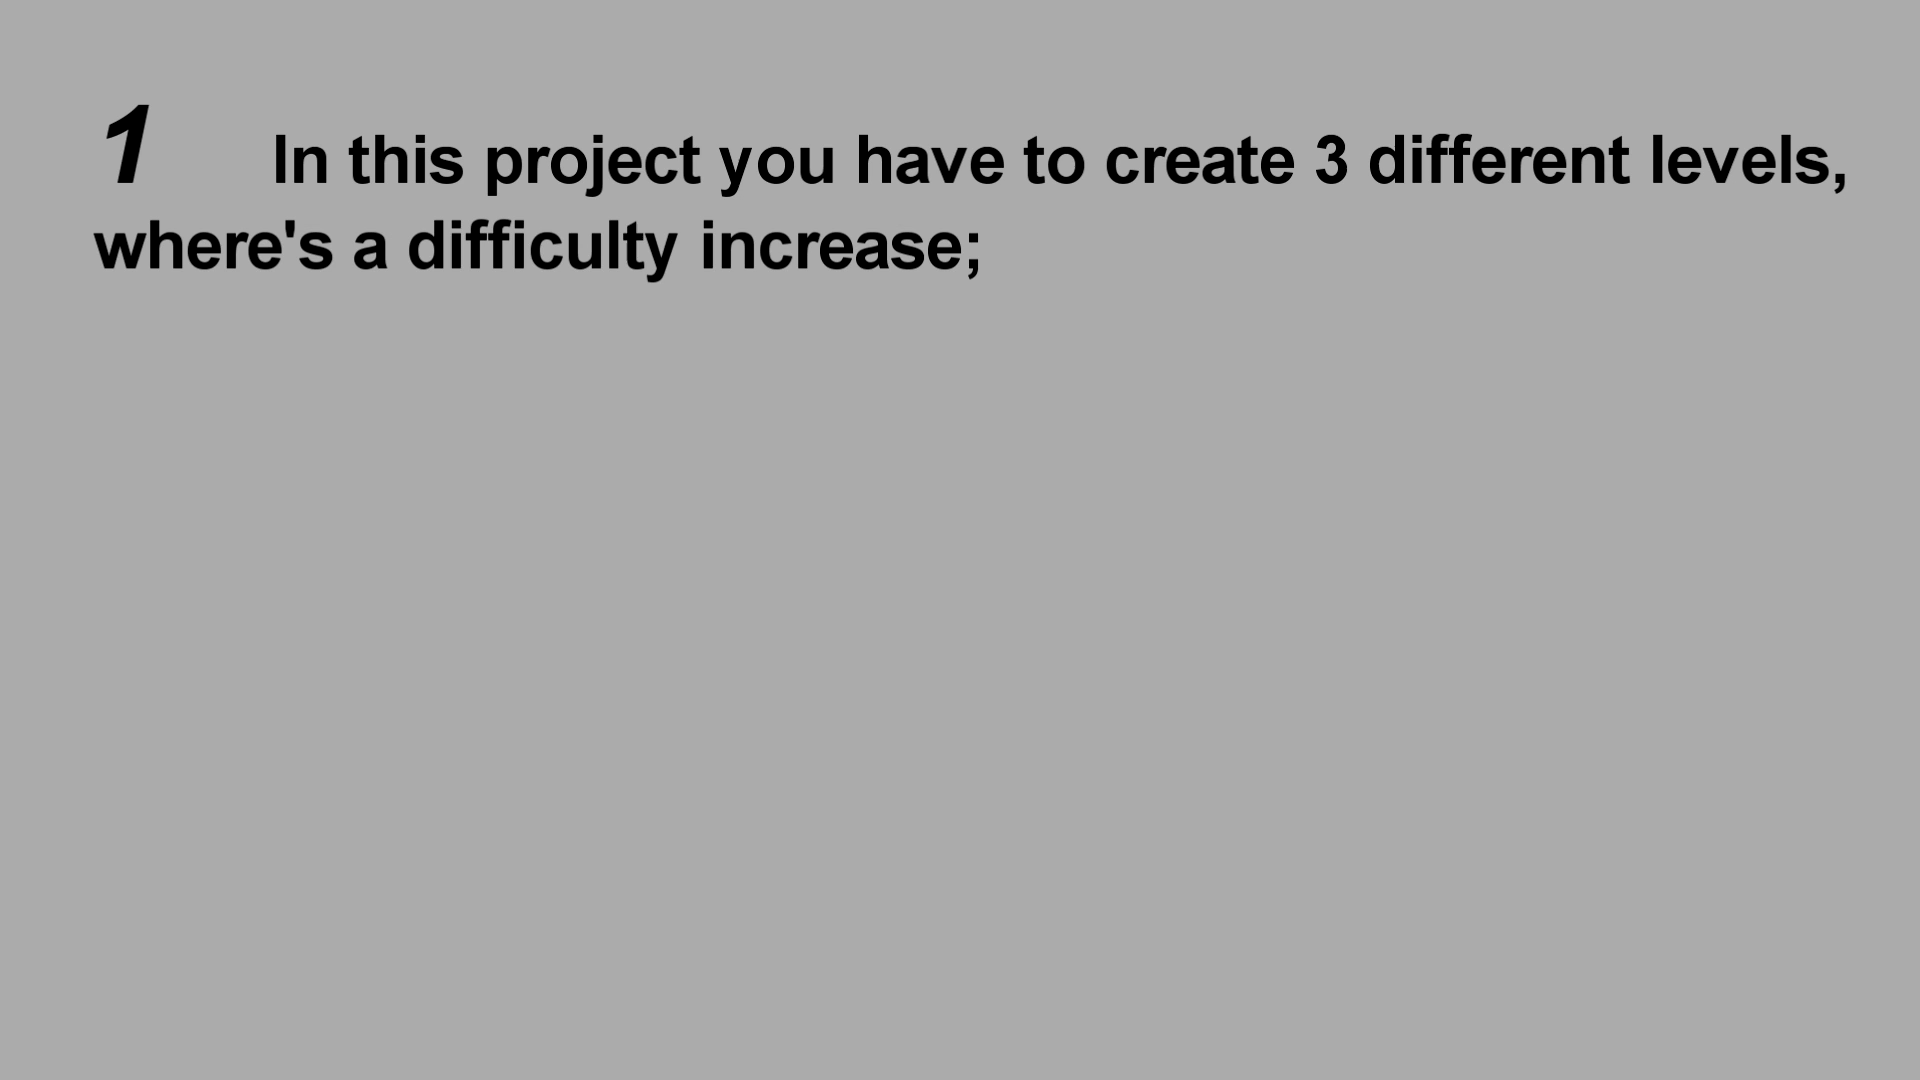 1 In this project you have to create 3 different levels,
where's a difficulty increase;